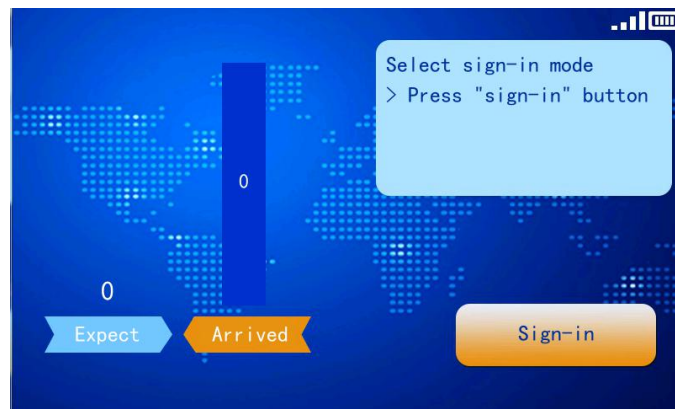 Select sign-in mode
> Press "sign-in" button
0
0
Expect
Arrived
Sign-in